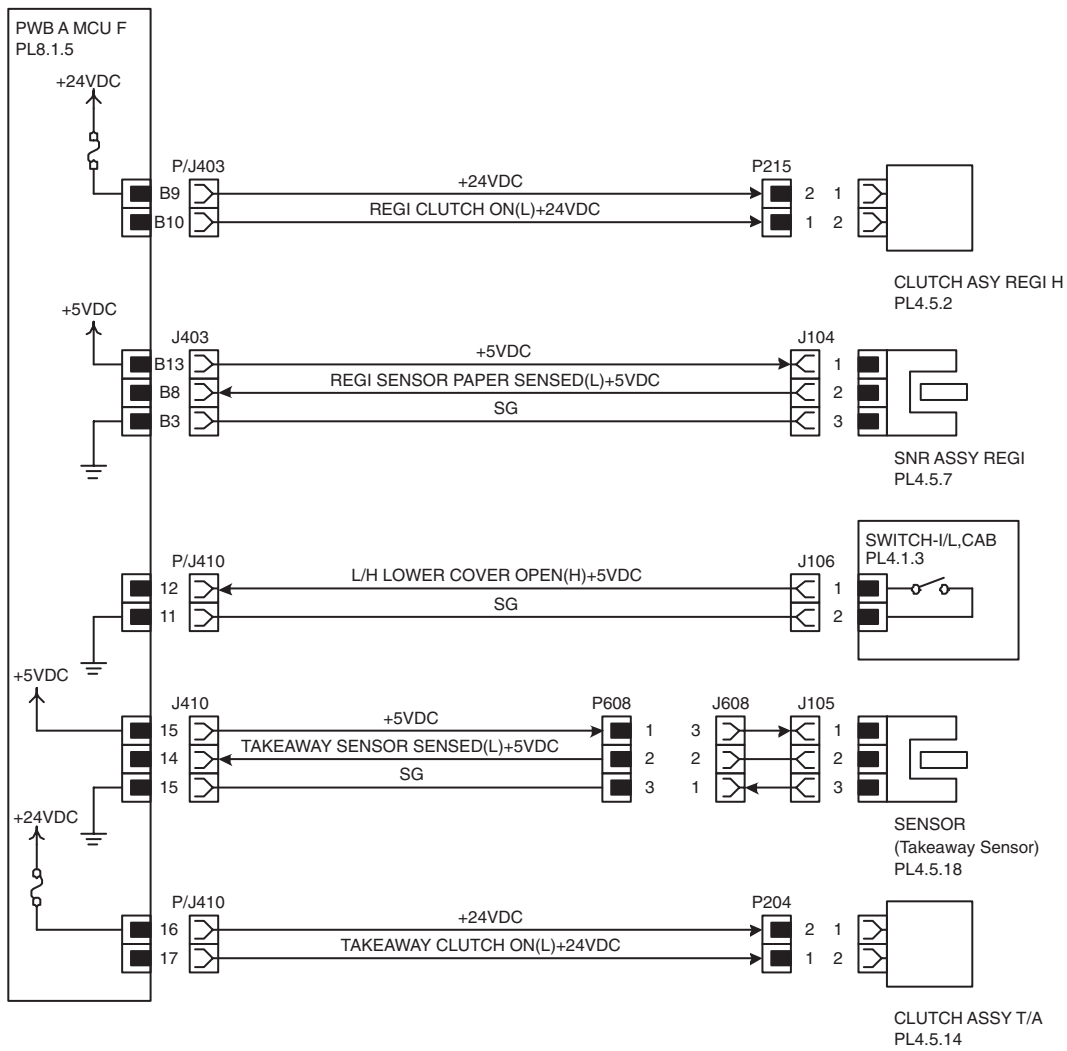 PWB A MCU F
PL8.1.5
+24VDC
P/J403
P215
B9
+24VDC
2 1
B10
REGI CLUTCH ON(L)+24VDC
1 2
CLUTCH ASY REGI H
PL4.5.2
+5VDC
J403
J104
B13
+5VDC
1
B8
REGI SENSOR PAPER SENSED(L)+5VDC
2
B3
SG
3
SNR ASSY REGI
PL4.5.7
SWITCH-I/L,CAB
PL4.1.3
P/J410
J106
12
L/H LOWER COVER OPEN(H)+5VDC
1
11
SG
2
+5VDC
J410
P608
J608
J105
15
+5VDC
1 3 1
14
TAKEAWAY SENSOR SENSED(L)+5VDC
2 2 2
15
SG
3 1 3
SENSOR
(Takeaway Sensor)
PL4.5.18
+24VDC
P/J410
P204
16
+24VDC
2 1
17
TAKEAWAY CLUTCH ON(L)+24VDC
1 2
CLUTCH ASSY T/A
PL4.5.14